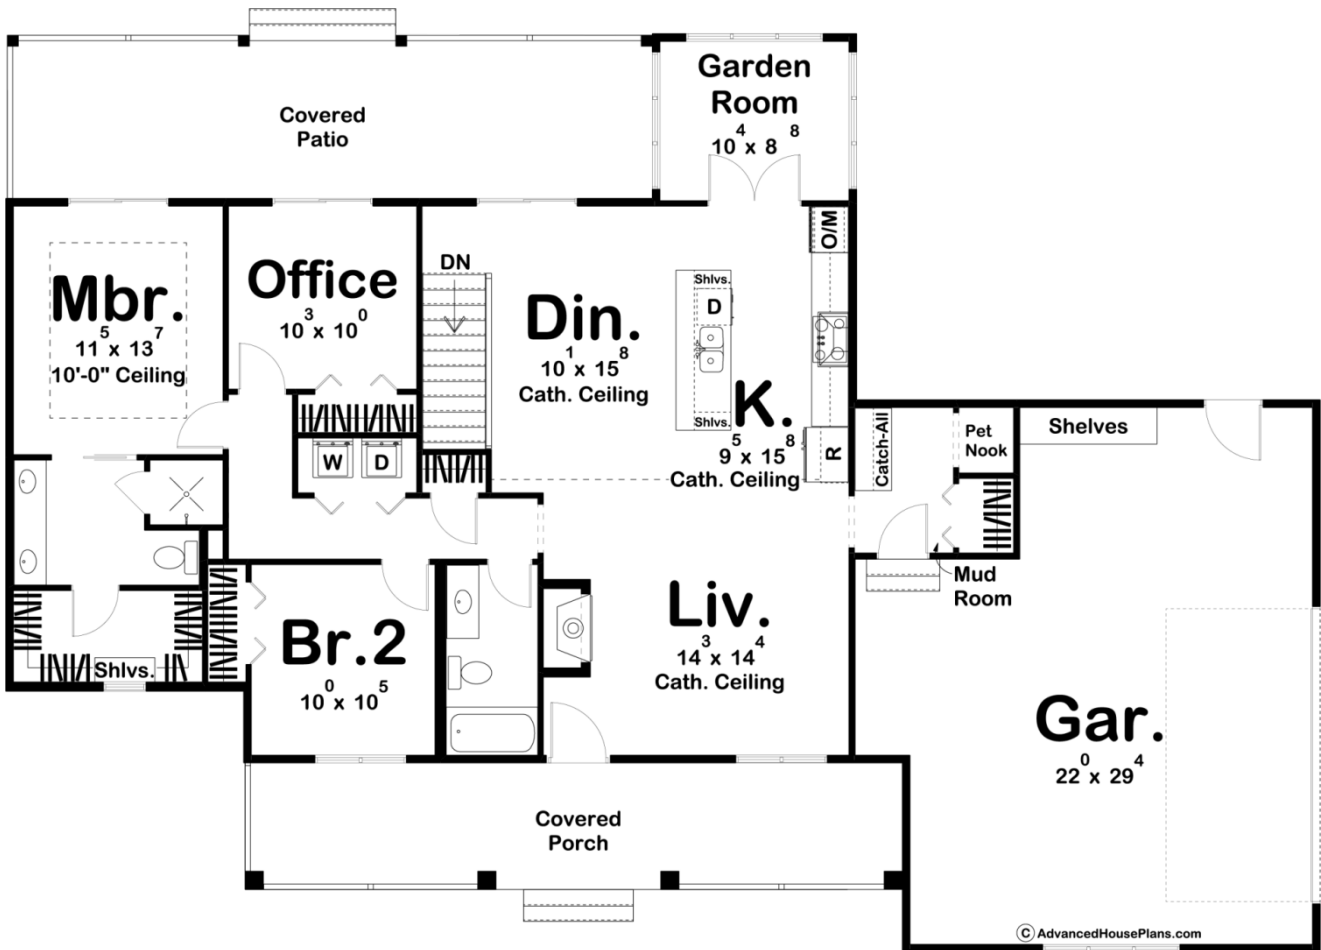 Covered
Patio
Garden
Room
10⁴ x 8⁸
Mbr.
11⁵ x 13⁷
10'-0" Ceiling
Office
10³ x 10⁰
DN
Din.
10¹ x 15⁸
Cath. Ceiling
Shlvs.
D
Shlvs.
O/M
K.
9⁵ x 15⁸
Cath. Ceiling
R
Catch-All
Pet
Nook
Shelves
W
D
Mud
Room
Shlvs.
Br.2
10⁰ x 10⁵
Liv.
14³ x 14⁴
Cath. Ceiling
Gar.
22⁰ x 29⁴
Covered
Porch
© AdvancedHousePlans.com